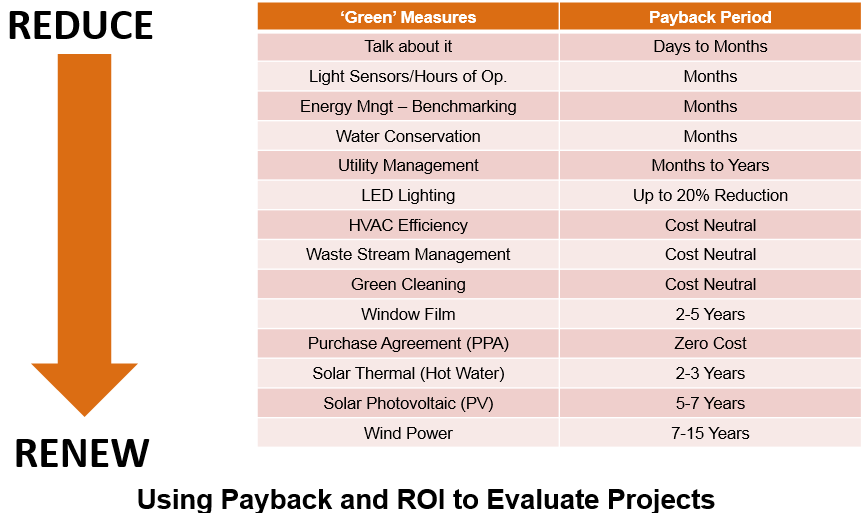 REDUCE
'Green' Measures Payback Period
Talk about it Days to Months
Light Sensors/Hours of Op. Months
Energy Mngt – Benchmarking Months
Water Conservation Months
Utility Management Months to Years
LED Lighting Up to 20% Reduction
HVAC Efficiency Cost Neutral
Waste Stream Management Cost Neutral
Green Cleaning Cost Neutral
Window Film 2-5 Years
Purchase Agreement (PPA) Zero Cost
Solar Thermal (Hot Water) 2-3 Years
Solar Photovoltaic (PV) 5-7 Years
Wind Power 7-15 Years
RENEW
Using Payback and ROI to Evaluate Projects